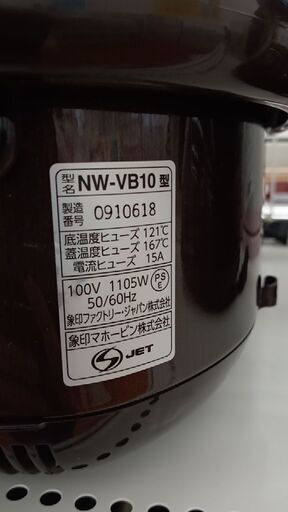 型名 NW-VB10 型
製造番号 0910618
底温度ヒューズ 121℃
蓋温度ヒューズ 167℃
電流ヒューズ 15A
100V 1105W PSE
50/60Hz
象印ファクトリー・ジャパン株式会社
象印マホービン株式会社
S JET